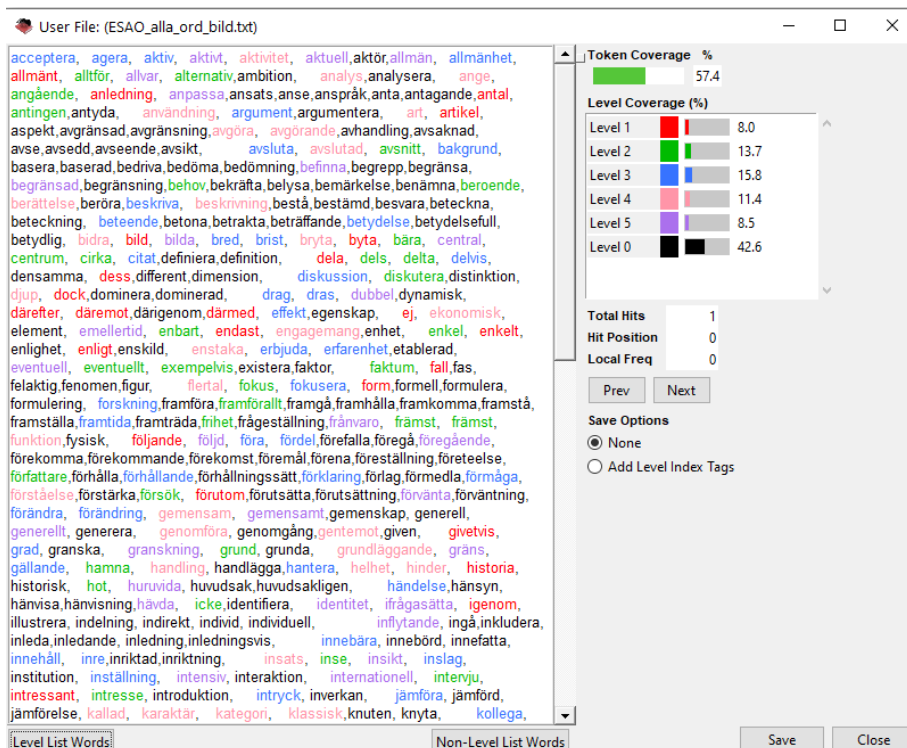 User File: (ESAO_alla_ord_bild.txt)
acceptera, agera, aktiv, aktivt, aktivitet, aktuell,aktör,allmän, allmänhet,
allmänt, alltför, allvar, alternativ,ambition, analys,analysera, ange,
angående, anledning, anpassa,ansats,anse,anspråk,anta,antagande,antal,
antingen,antyda, användning, argument,argumentera, art, artikel,
aspekt,avgränsad,avgränsning,avgöra, avgörande,avhandling,avsaknad,
avse,avsedd,avseende,avsikt, avsluta, avslutad, avsnitt, bakgrund,
basera,baserad,bedriva,bedöma,bedömning,befinna,begrepp,begränsa,
begränsad,begränsning,behov,bekräfta,belysa,bemärkelse,benämna,beroende,
berättelse,beröra,beskriva, beskrivning,bestå,bestämd,besvara,beteckna,
beteckning, beteende,betona,betrakta,beträffande,betydelse,betydelsefull,
betydlig, bidra, bild, bilda, bred, brist, bryta, byta, bära, central,
centrum, cirka, citat,definiera,definition, dela, dels, delta, delvis,
densamma, dess,different,dimension, diskussion, diskutera,distinktion,
djup, dock,dominera,dominerad, drag, dras, dubbel,dynamisk,
därefter, däremot,därigenom,därmed, effekt,egenskap, ej, ekonomisk,
element, emellertid, enbart, endast, engagemang,enhet, enkel, enkelt,
enlighet, enligt,enskild, enstaka, erbjuda, erfarenhet,etablerad,
eventuell, eventuellt, exempelvis,existera,faktor, faktum, fall,fas,
felaktig,fenomen,figur, flertal, fokus, fokusera, form,formell,formulera,
formulering, forskning,framföra,framförallt,framgå,framhålla,framkomma,framstå,
framställa,framtida,framträda,frihet,frågeställning,frånvaro, främst, främst,
funktion,fysisk, följande, följd, föra, fördel,förefalla,föregå,föregående,
förekomma,förekommande,förekomst,föremål,förena,föreställning,företeelse,
författare,förhålla,förhållande,förhållningssätt,förklaring,förlag,förmedla,förmåga,
förståelse,förstärka,försök, förutom,förutsätta,förutsättning,förvänta,förväntning,
förändra, förändring, gemensam, gemensamt,gemenskap, generell,
generellt, generera, genomföra, genomgång,gentemot,given, givetvis,
grad, granska, granskning, grund, grunda, grundläggande, gräns,
gällande, hamna, handling, handlägga,hantera, helhet, hinder, historia,
historisk, hot, huruvida, huvudsak,huvudsakligen, händelse,hänsyn,
hänvisa,hänvisning,hävda, icke,identifiera, identitet, ifrågasätta, igenom,
illustrera, indelning, indirekt, individ, individuell, inflytande, ingå,inkludera,
inleda,inledande, inledning,inledningsvis, innebära, innebörd, innefatta,
innehåll, inre,inriktad,inriktning, insats, inse, insikt, inslag,
institution, inställning, intensiv, interaktion, internationell, intervju,
intressant, intresse, introduktion, intryck, inverkan, jämföra, jämförd,
jämförelse, kallad, karaktär, kategori, klassisk,knuten, knyta, kollega,
Level List Words
Non-Level List Words
Token Coverage %
57.4
Level Coverage (%)
Level 1 8.0
Level 2 13.7
Level 3 15.8
Level 4 11.4
Level 5 8.5
Level 0 42.6
Total Hits 1
Hit Position 0
Local Freq 0
Prev Next
Save Options
None
Add Level Index Tags
Save Close